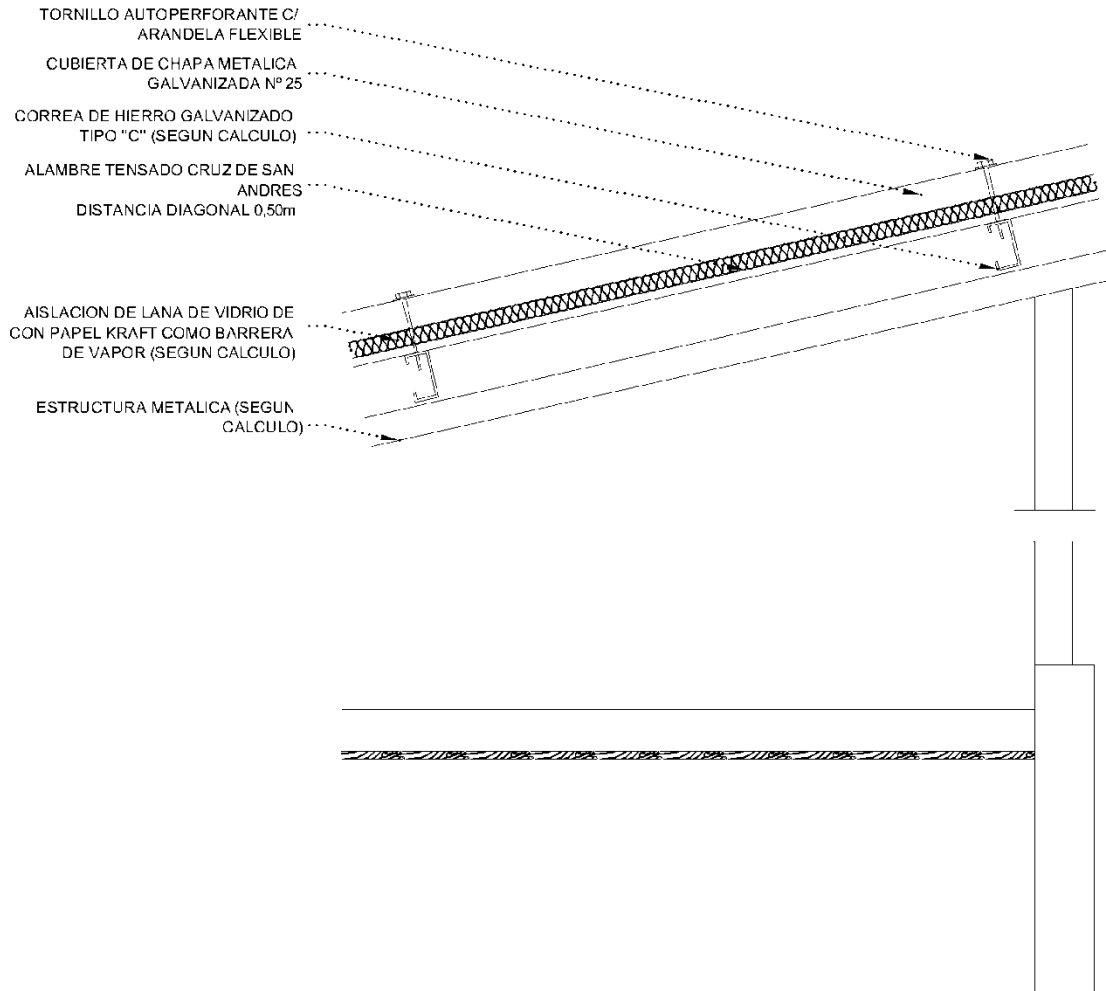 TORNILLO AUTOPERFORANTE C/
ARANDELA FLEXIBLE
CUBIERTA DE CHAPA METALICA
GALVANIZADA Nº 25
CORREA DE HIERRO GALVANIZADO
TIPO "C" (SEGUN CALCULO)
ALAMBRE TENSADO CRUZ DE SAN
ANDRES
DISTANCIA DIAGONAL 0,50m
AISLACION DE LANA DE VIDRIO DE
CON PAPEL KRAFT COMO BARRERA
DE VAPOR (SEGUN CALCULO)
ESTRUCTURA METALICA (SEGUN
CALCULO)